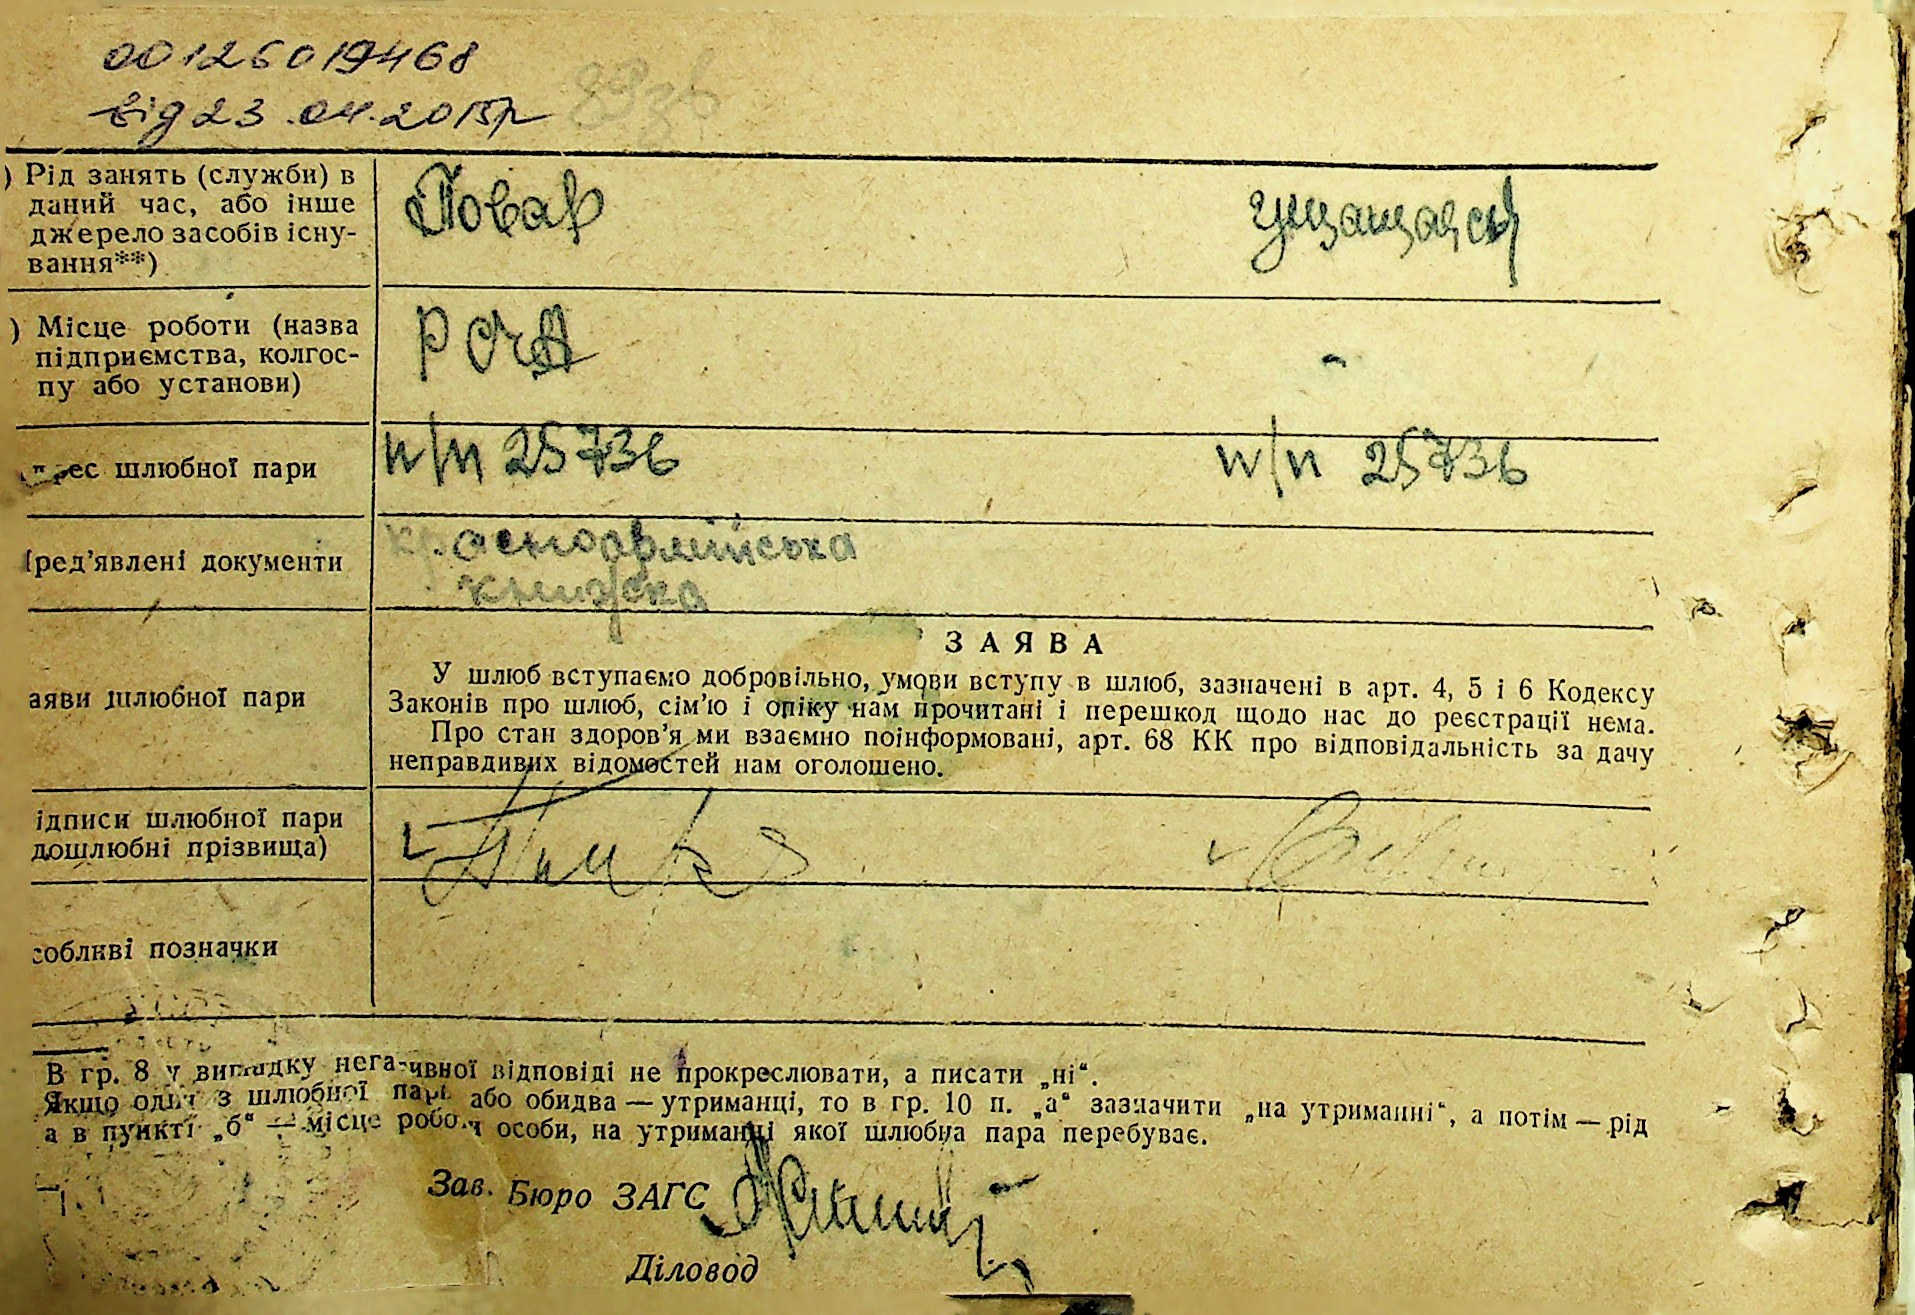 00126019468
від 23.04.2015р
) Рід занять (служби) в
даний час, або інше
джерело засобів існу-
вання**)
Повар
) Місце роботи (назва
підприємства, колгос-
пу або установи)
РСЧА -
рес шлюбної пари
п/п 25736 п/п 25736
ред’явлені документи
красноармійська
книжка
ЗАЯВА
аяви шлюбної пари
У шлюб вступаємо добровільно, умови вступу в шлюб, зазначені в арт. 4, 5 і 6 Кодексу
Законів про шлюб, сім’ю і опіку нам прочитані і перешкод щодо нас до реєстрації нема.
Про стан здоров’я ми взаємно поінформовані, арт. 68 КК про відповідальність за дачу
неправдивих відомостей нам оголошено.
ідписи шлюбної пари
дошлюбні прізвища)
собливі позначки
В гр. 8 у випадку негативної відповіді не прокреслювати, а писати „ні“.
Якщо один з шлюбної пари або обидва — утриманці, то в гр. 10 п. „а“ зазначити „на утриманні“, а потім — рід
а в пункті „б“ — місце роботи особи, на утриманні якої шлюбна пара перебуває.
Зав. Бюро ЗАГС
Діловод